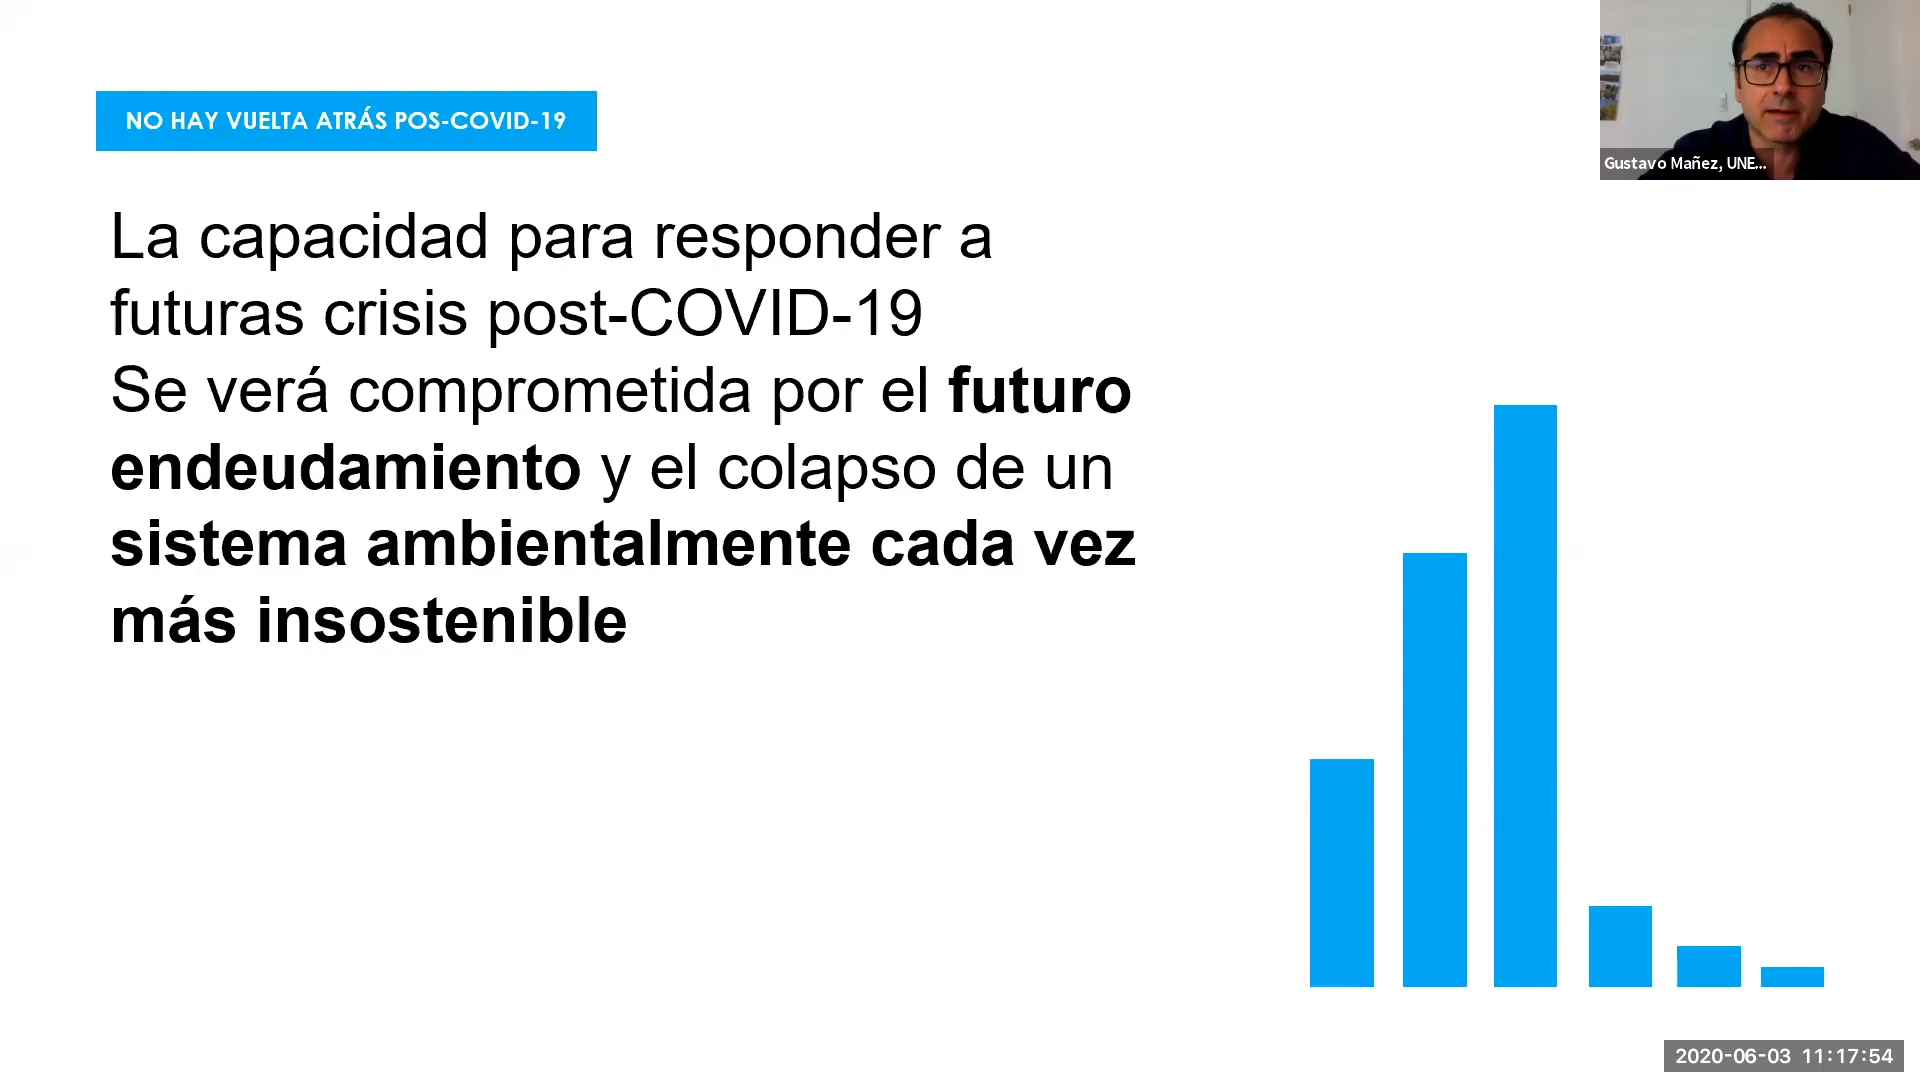 NO HAY VUELTA ATRÁS POS-COVID-19
Gustavo Mañez, UNE...
La capacidad para responder a
futuras crisis post-COVID-19
Se verá comprometida por el futuro
endeudamiento y el colapso de un
sistema ambientalmente cada vez
más insostenible
2020-06-03 11:17:54